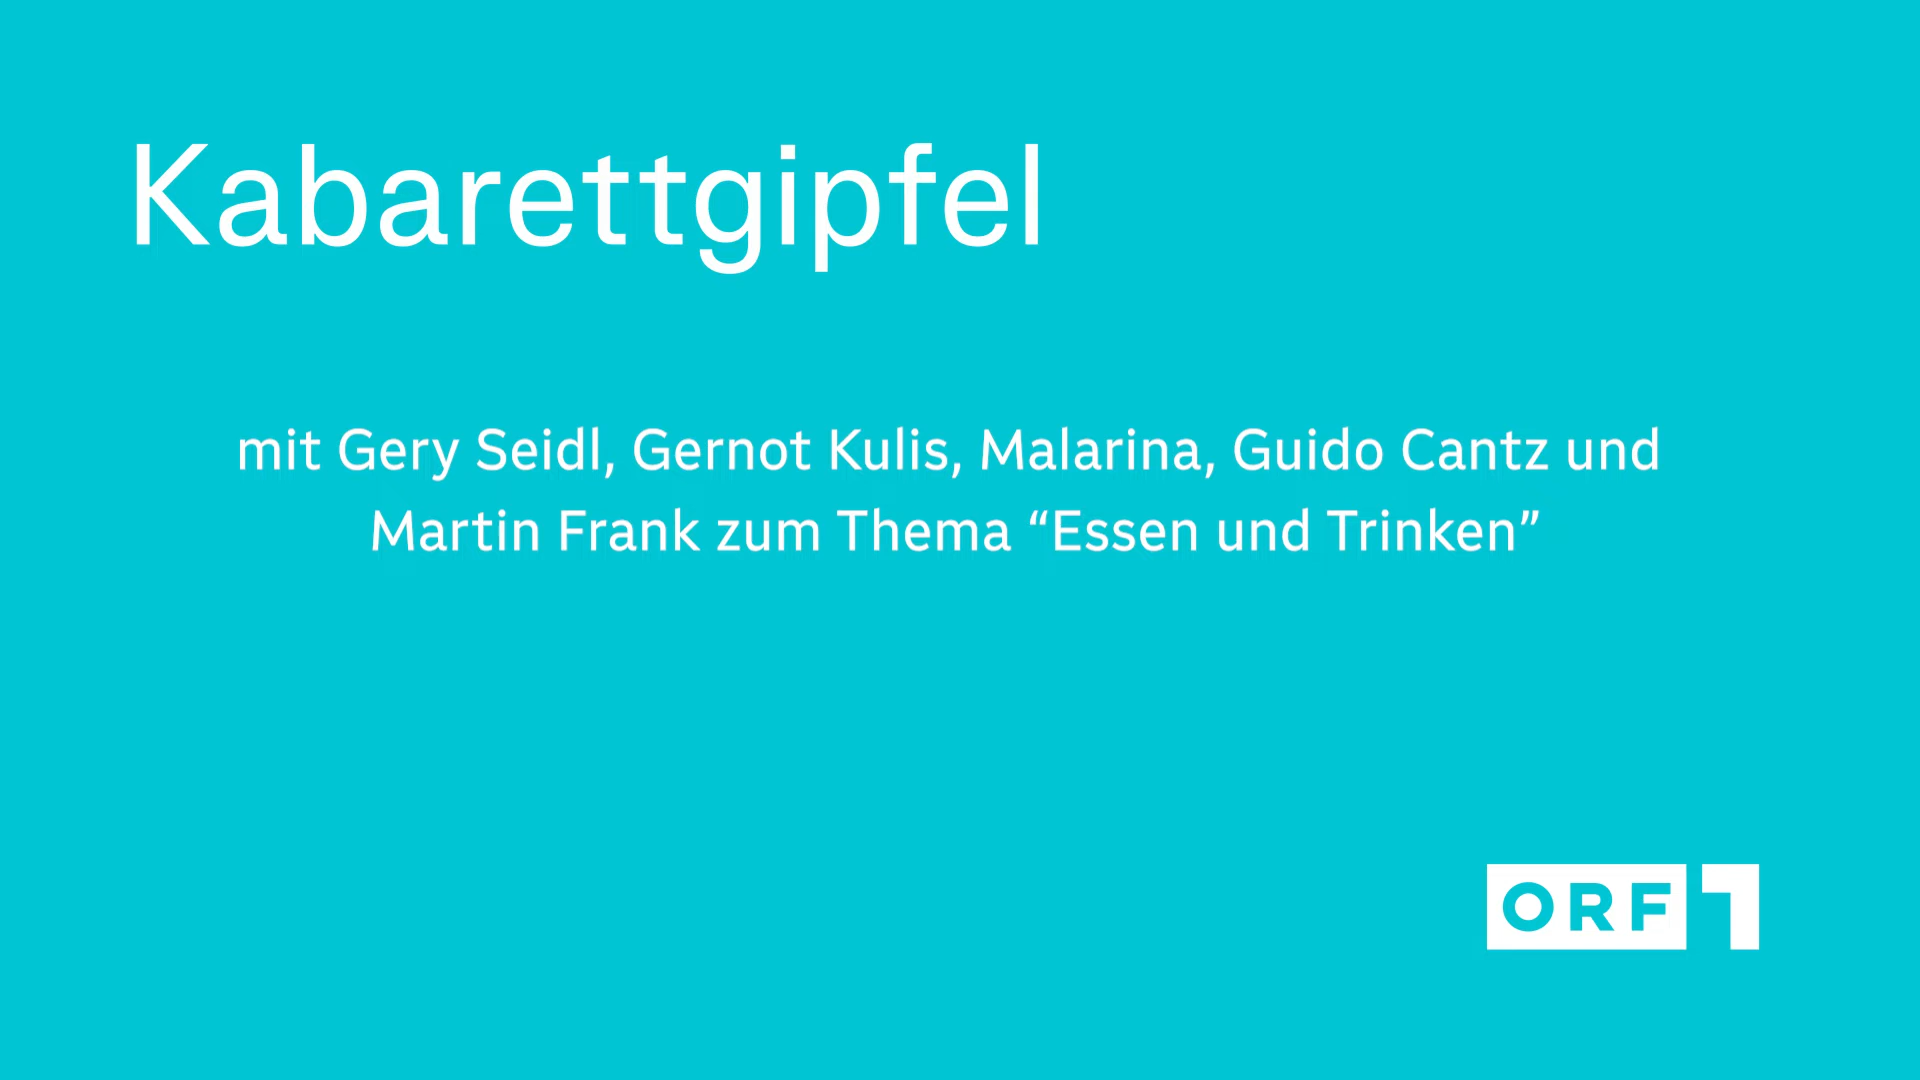 Kabarettgipfel
mit Gery Seidl, Gernot Kulis, Malarina, Guido Cantz und
Martin Frank zum Thema “Essen und Trinken”
ORF 1